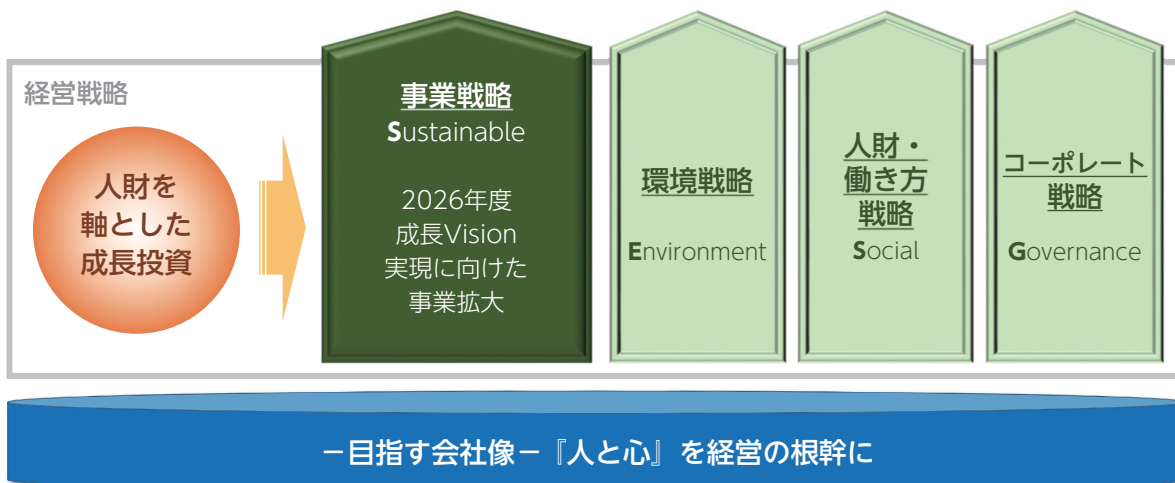 経営戦略
人財を
軸とした
成長投資
事業戦略
Sustainable
2026年度
成長Vision
実現に向けた
事業拡大
環境戦略
Environment
人財・
働き方
戦略
Social
コーポレート
戦略
Governance
－目指す会社像－『人と心』を経営の根幹に